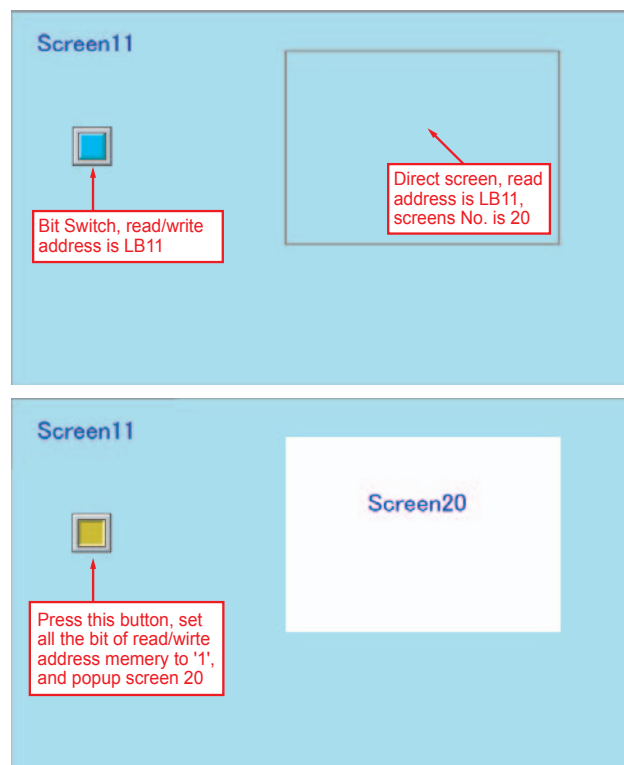 Screen11
Bit Switch, read/write
address is LB11
Direct screen, read
address is LB11,
screens No. is 20
Screen11
Screen20
Press this button, set
all the bit of read/wirte
address memery to '1',
and popup screen 20